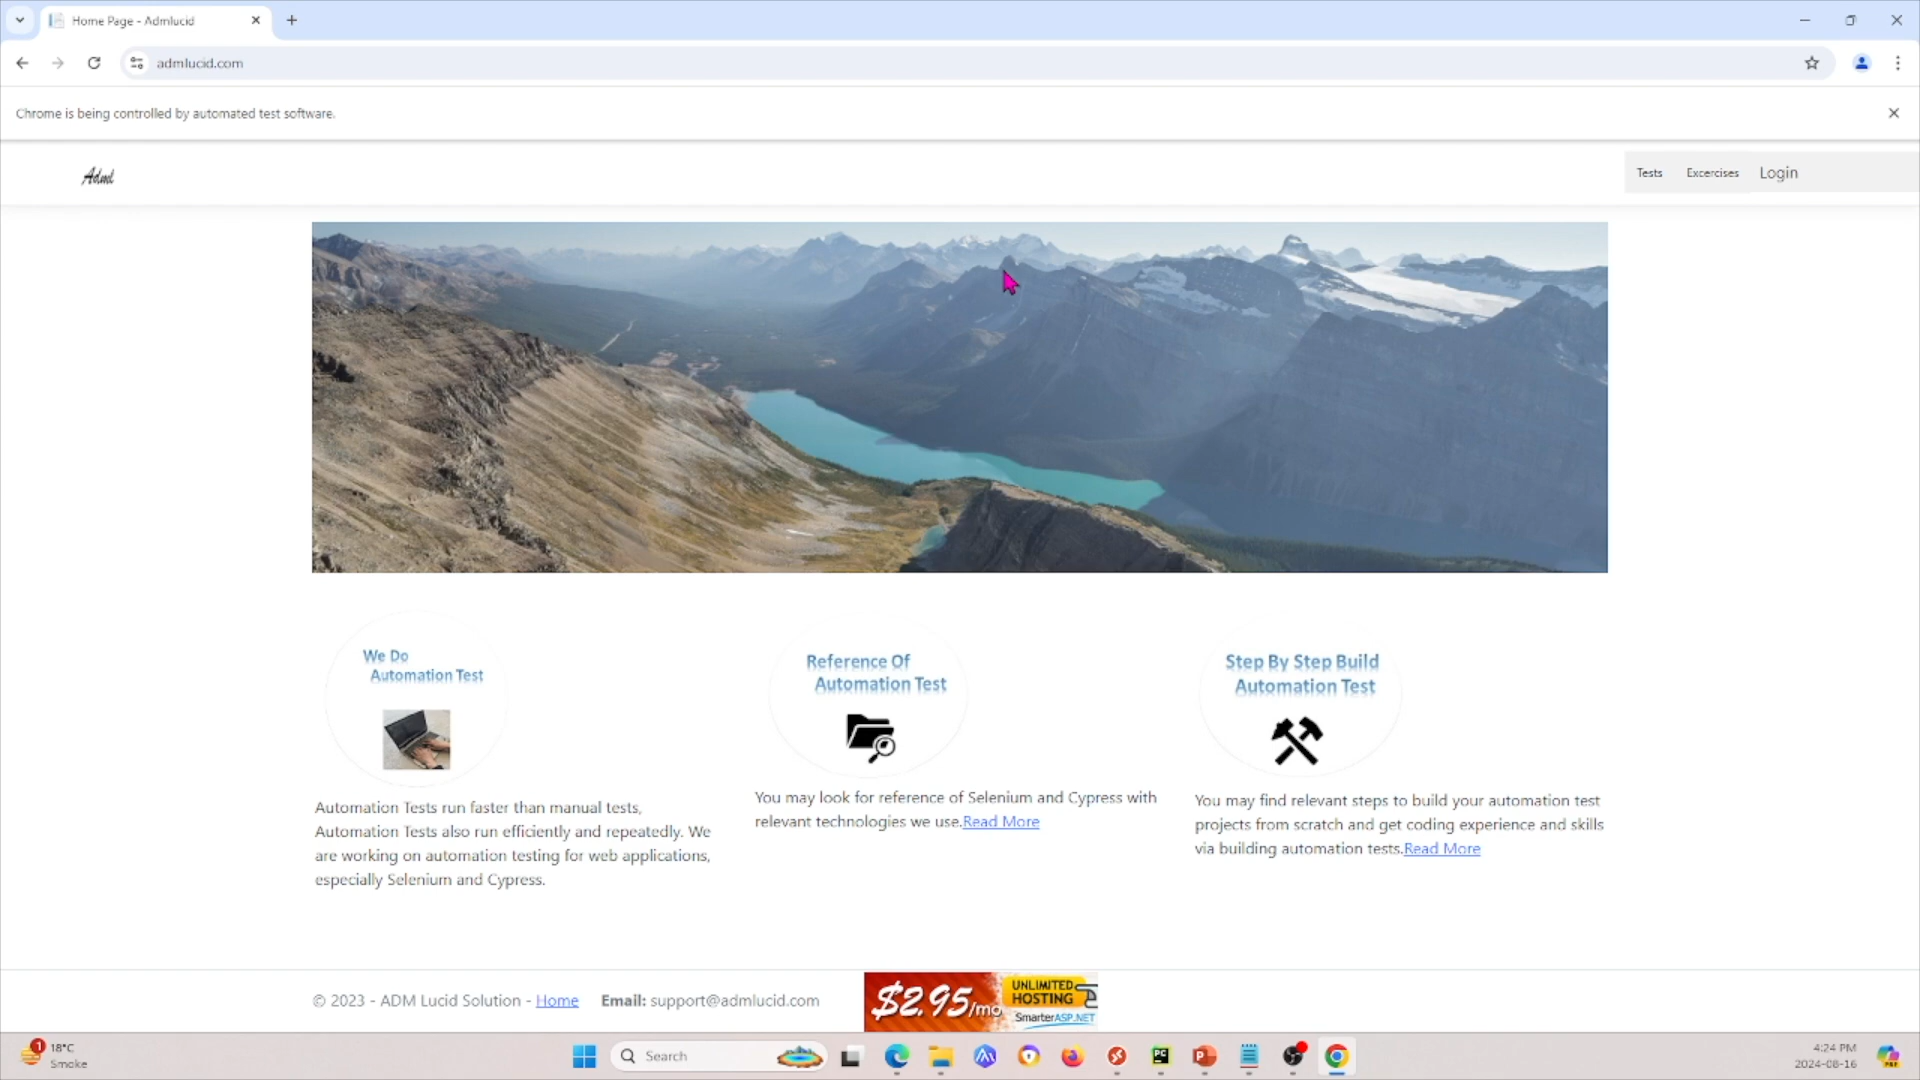 Home Page - Admlucid
admlucid.com
Chrome is being controlled by automated test software.
Adml
Tests
Excercises
Login
We Do
Automation Test
Reference Of
Automation Test
Step By Step Build
Automation Test
Automation Tests run faster than manual tests,
Automation Tests also run efficiently and repeatedly. We
are working on automation testing for web applications,
especially Selenium and Cypress.
You may look for reference of Selenium and Cypress with
relevant technologies we use.Read More
You may find relevant steps to build your automation test
projects from scratch and get coding experience and skills
via building automation tests.Read More
© 2023 - ADM Lucid Solution - Home
Email: support@admlucid.com
$2.95/mo
UNLIMITED
HOSTING
SmarterASP.NET
1
18°C
Smoke
Search
PC
P
4:24 PM
2024-08-16